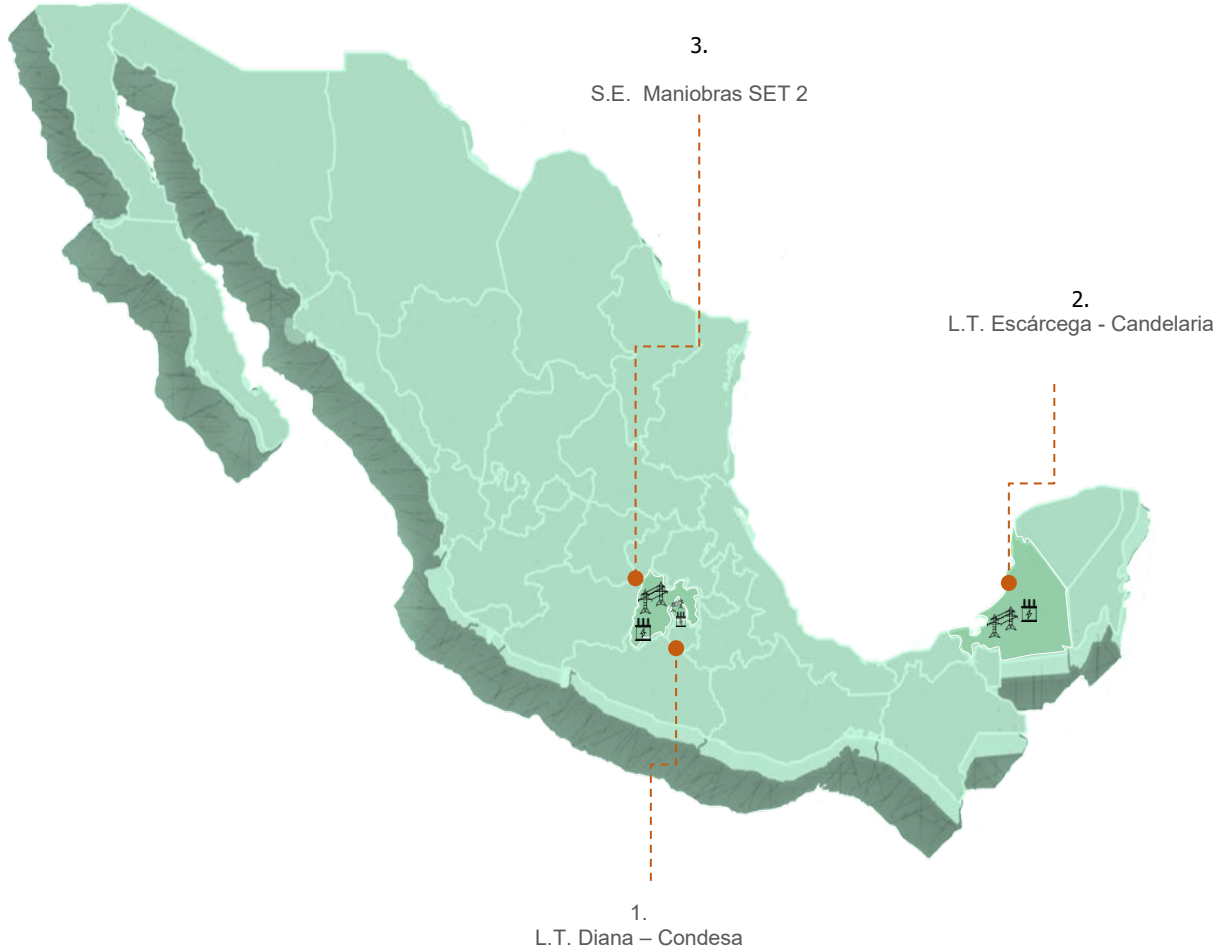 3.
S.E.  Maniobras SET 2
2.
L.T. Escárcega - Candelaria
1.
L.T. Diana – Condesa